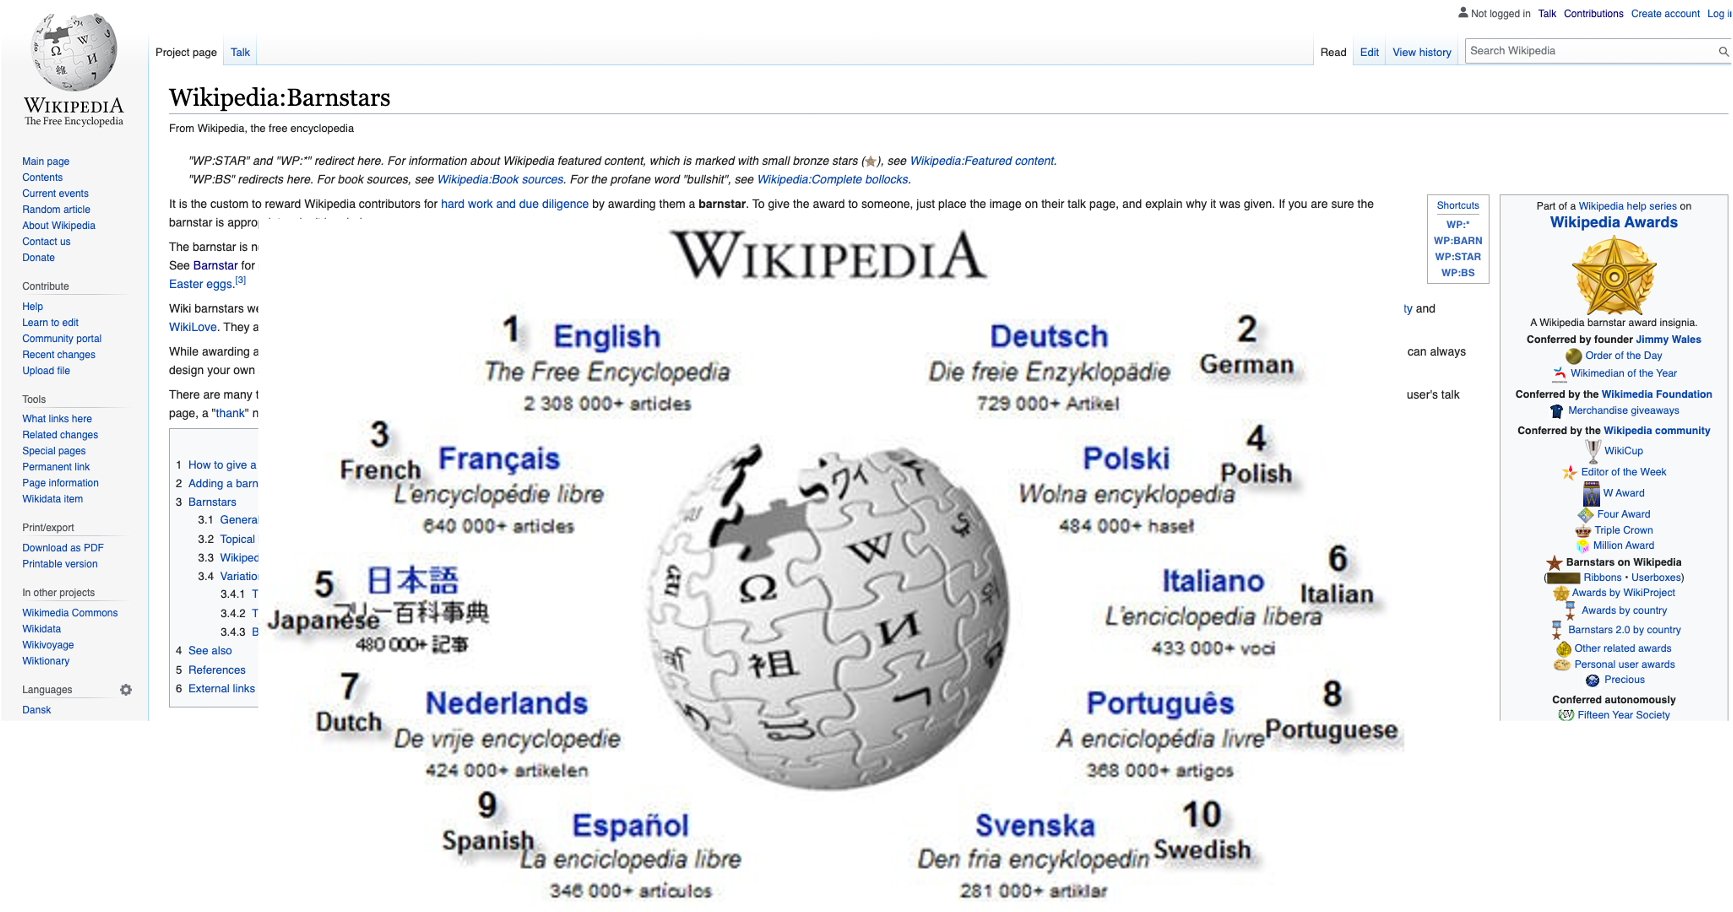 Not logged in Talk Contributions Create account Log i
Project page Talk
Read Edit View history
Search Wikipedia
WIKIPEDIA
The Free Encyclopedia
Main page
Contents
Current events
Random article
About Wikipedia
Contact us
Donate
Contribute
Help
Learn to edit
Community portal
Recent changes
Upload file
Tools
What links here
Related changes
Special pages
Permanent link
Page information
Wikidata item
Print/export
Download as PDF
Printable version
In other projects
Wikimedia Commons
Wikidata
Wikivoyage
Wiktionary
Languages
Dansk
Wikipedia:Barnstars
From Wikipedia, the free encyclopedia
"WP:STAR" and "WP:*" redirect here. For information about Wikipedia featured content, which is marked with small bronze stars (), see Wikipedia:Featured content.
"WP:BS" redirects here. For book sources, see Wikipedia:Book sources. For the profane word "bullshit", see Wikipedia:Complete bollocks.
It is the custom to reward Wikipedia contributors for hard work and due diligence by awarding them a barnstar. To give the award to someone, just place the image on their talk page, and explain why it was given. If you are sure the
barnstar is appro
The barnstar is n
See Barnstar for
Easter eggs.[3]
Wiki barnstars we
ty and
WikiLove. They a
While awarding a
can always
design your own
There are many t
user's talk
page, a "thank" n
1 How to give a
2 Adding a barn
3 Barnstars
3.1 General
3.2 Topical
3.3 Wikiped
3.4 Variatio
3.4.1 T
3.4.2 T
3.4.3 B
4 See also
5 References
6 External links
Shortcuts
WP:*
WP:BARN
WP:STAR
WP:BS
Part of a Wikipedia help series on
Wikipedia Awards
A Wikipedia barnstar award insignia.
Conferred by founder Jimmy Wales
Order of the Day
Wikimedian of the Year
Conferred by the Wikimedia Foundation
Merchandise giveaways
Conferred by the Wikipedia community
WikiCup
Editor of the Week
W Award
Four Award
Triple Crown
Million Award
Barnstars on Wikipedia
( Ribbons • Userboxes)
Awards by WikiProject
Awards by country
Barnstars 2.0 by country
Other related awards
Personal user awards
Precious
Conferred autonomously
Fifteen Year Society
WIKIPEDIA
1 English
The Free Encyclopedia
2 308 000+ articles
Deutsch 2
German
Die freie Enzyklopädie
729 000+ Artikel
3
French
Français
L'encyclopédie libre
640 000+ articles
Polski 4
Polish
Wolna encyklopedia
484 000+ haseł
5
Japanese
日本語
フリー百科事典
480 000+ 記事
Italiano 6
Italian
L'enciclopedia libera
433 000+ voci
7
Dutch
Nederlands
De vrije encyclopedie
424 000+ artikelen
Português 8
Portuguese
A enciclopédia livre
368 000+ artigos
9
Spanish
Español
La enciclopedia libre
346 000+ artículos
Svenska 10
Swedish
Den fria encyklopedin
281 000+ artiklar